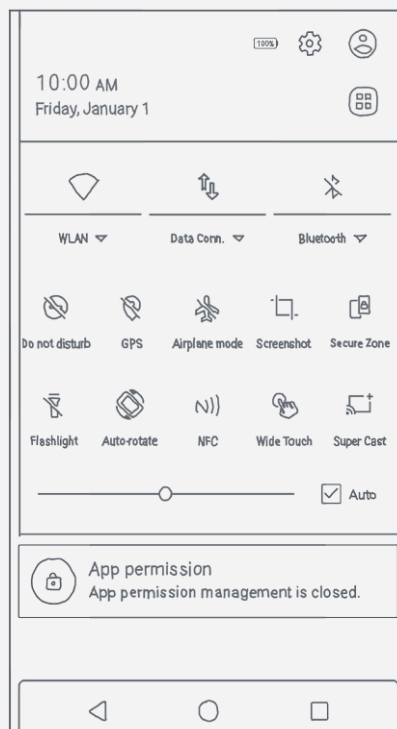 100%
10:00 AM
Friday, January 1
WLAN Data Conn. Bluetooth
Do not disturb GPS Airplane mode Screenshot Secure Zone
Flashlight Auto-rotate NFC Wide Touch Super Cast
Auto
App permission
App permission management is closed.